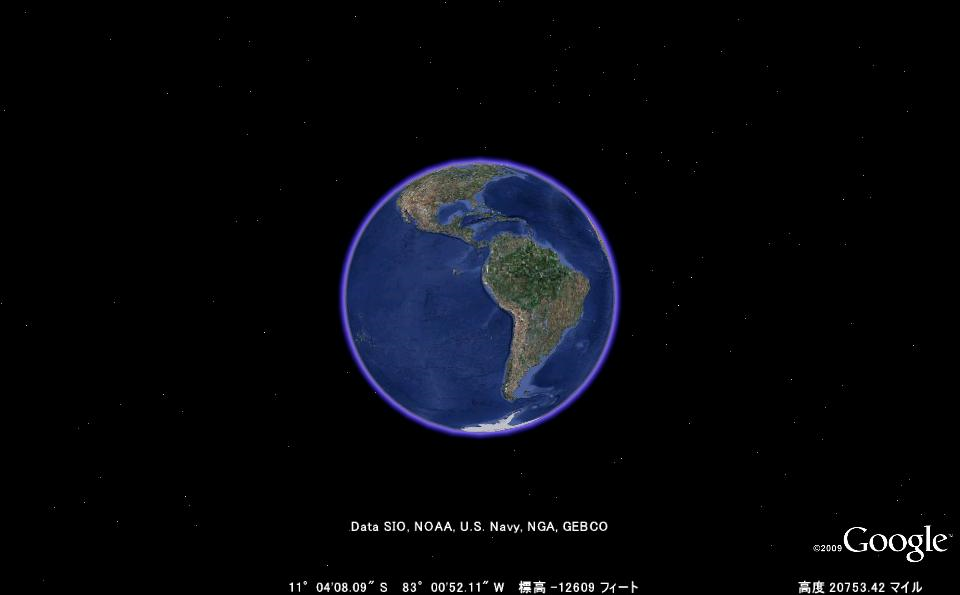 Data SIO, NOAA, U.S. Navy, NGA, GEBCO
©2009 Google™
11° 04'08.09" S 83° 00'52.11" W 標高 -12609 フィート 高度 20753.42 マイル